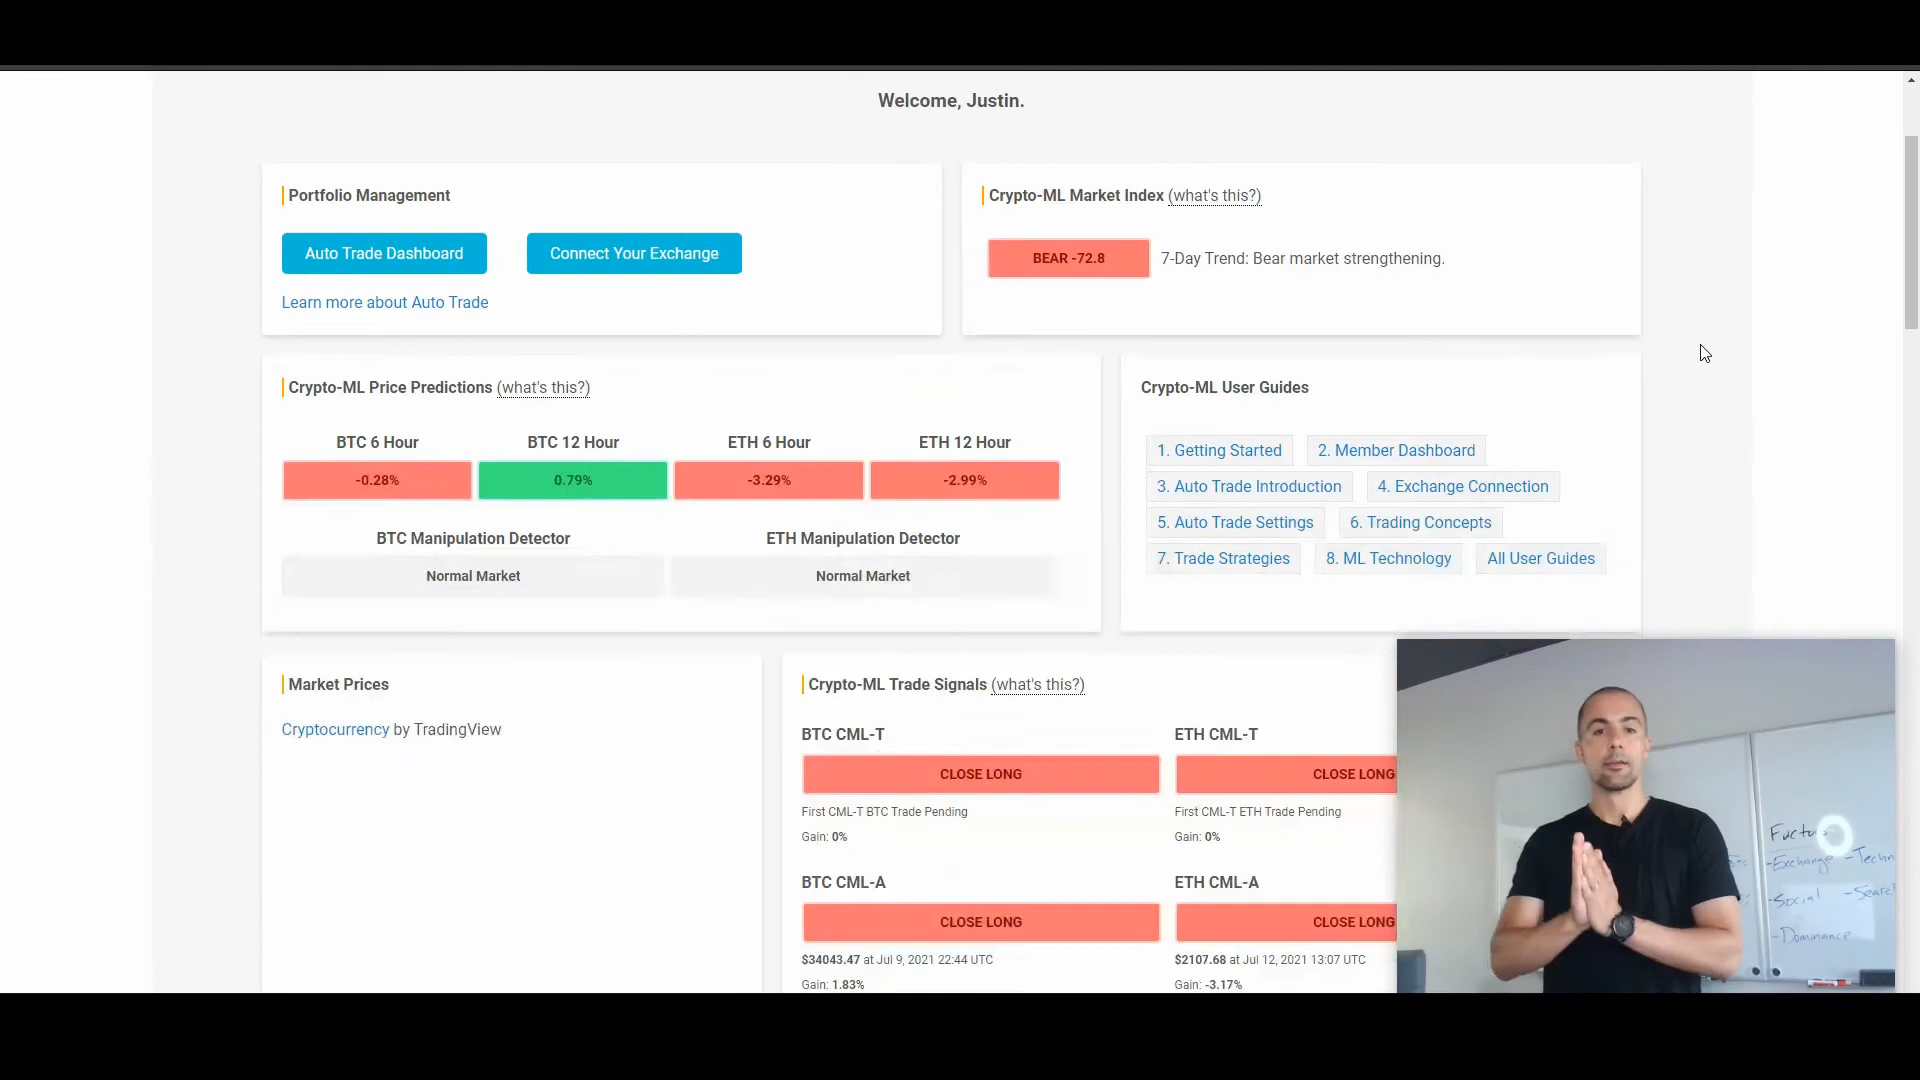 Welcome, Justin.
Portfolio Management
Auto Trade Dashboard
Connect Your Exchange
Learn more about Auto Trade
Crypto-ML Market Index (what's this?)
BEAR -72.8
7-Day Trend: Bear market strengthening.
Crypto-ML Price Predictions (what's this?)
BTC 6 Hour
BTC 12 Hour
ETH 6 Hour
ETH 12 Hour
-0.28%
0.79%
-3.29%
-2.99%
BTC Manipulation Detector
ETH Manipulation Detector
Normal Market
Normal Market
Crypto-ML User Guides
1. Getting Started
2. Member Dashboard
3. Auto Trade Introduction
4. Exchange Connection
5. Auto Trade Settings
6. Trading Concepts
7. Trade Strategies
8. ML Technology
All User Guides
Market Prices
Cryptocurrency by TradingView
Crypto-ML Trade Signals (what's this?)
BTC CML-T
ETH CML-T
CLOSE LONG
CLOSE LONG
First CML-T BTC Trade Pending
First CML-T ETH Trade Pending
Gain: 0%
Gain: 0%
BTC CML-A
ETH CML-A
CLOSE LONG
CLOSE LONG
$34043.47 at Jul 9, 2021 22:44 UTC
$2107.68 at Jul 12, 2021 13:07 UTC
Gain: 1.83%
Gain: -3.17%
-Exchange
-Social
-Dominance